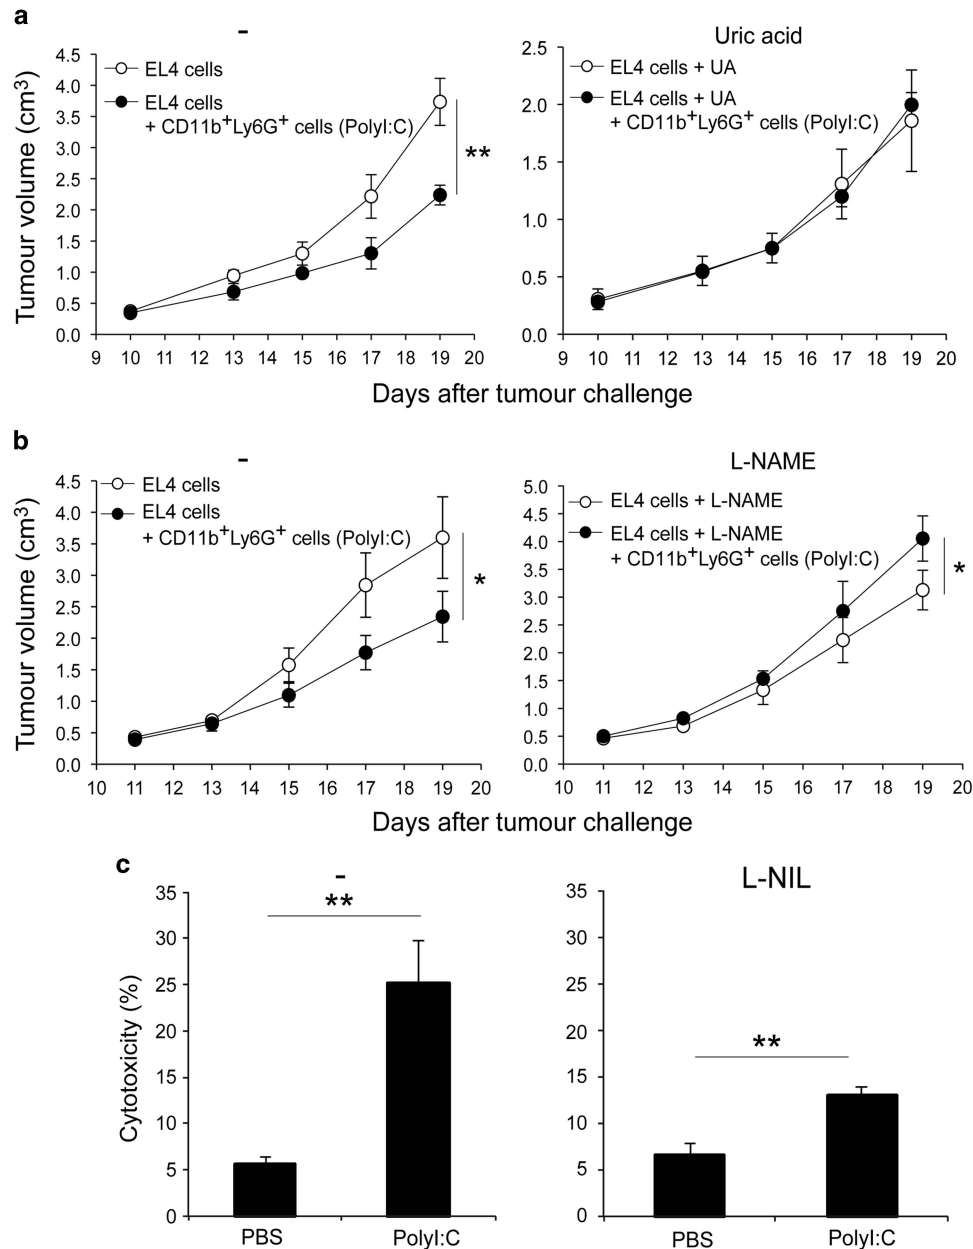 a
-
EL4 cells
EL4 cells
+ CD11b+Ly6G+ cells (PolyI:C)
**
Tumour volume (cm3)
4.5
4.0
3.5
3.0
2.5
2.0
1.5
1.0
0.5
0.0
9 10 11 12 13 14 15 16 17 18 19 20
Uric acid
EL4 cells + UA
EL4 cells + UA
+ CD11b+Ly6G+ cells (PolyI:C)
2.5
2.0
1.5
1.0
0.5
0.0
9 10 11 12 13 14 15 16 17 18 19 20
Days after tumour challenge
b
-
EL4 cells
EL4 cells
+ CD11b+Ly6G+ cells (PolyI:C)
*
Tumour volume (cm3)
4.5
4.0
3.5
3.0
2.5
2.0
1.5
1.0
0.5
0.0
10 11 12 13 14 15 16 17 18 19 20
L-NAME
EL4 cells + L-NAME
EL4 cells + L-NAME
+ CD11b+Ly6G+ cells (PolyI:C)
*
5.0
4.5
4.0
3.5
3.0
2.5
2.0
1.5
1.0
0.5
0.0
10 11 12 13 14 15 16 17 18 19 20
Days after tumour challenge
c
-
**
Cytotoxicity (%)
35
30
25
20
15
10
5
0
PBS PolyI:C
L-NIL
**
35
30
25
20
15
10
5
0
PBS PolyI:C